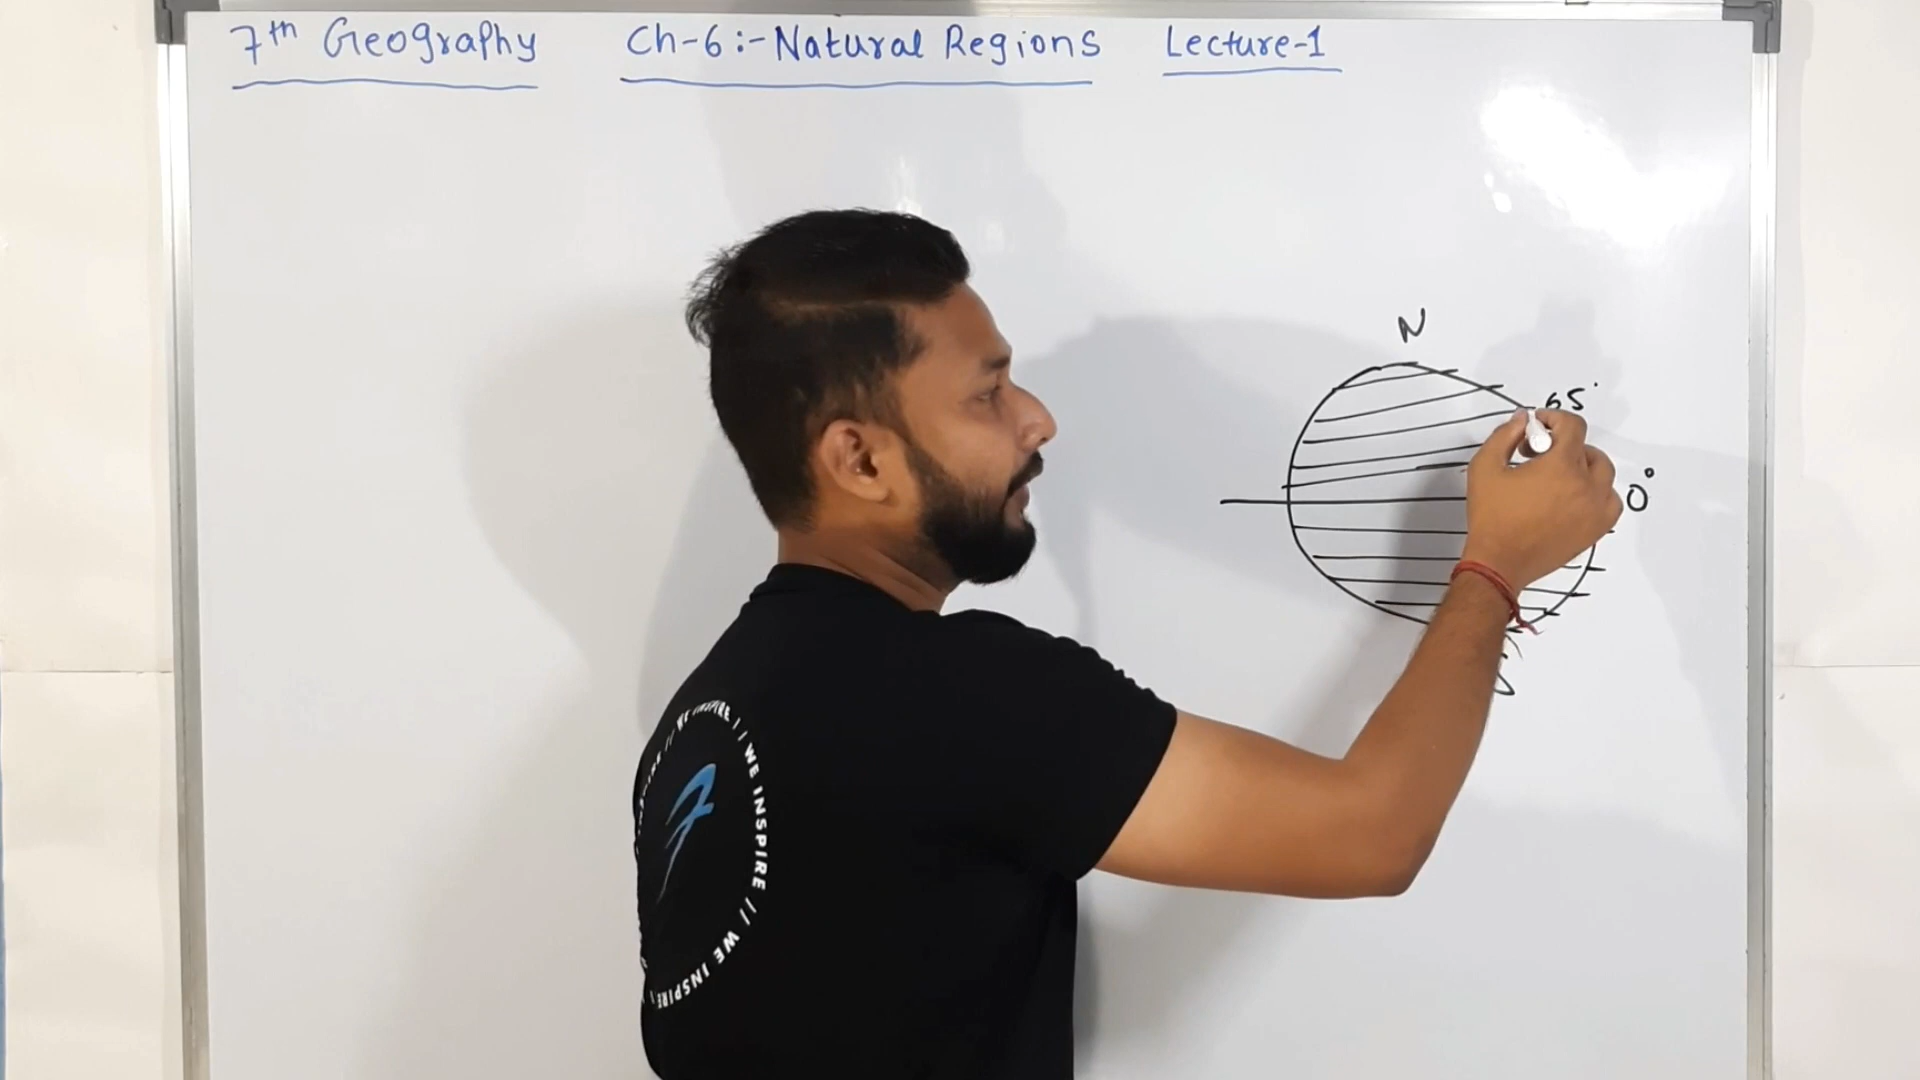 7th Geography Ch-6:- Natural Regions Lecture-1
N
65°
0°
S
WE INSPIRE // WE INSPIRE // WE INSPIRE //